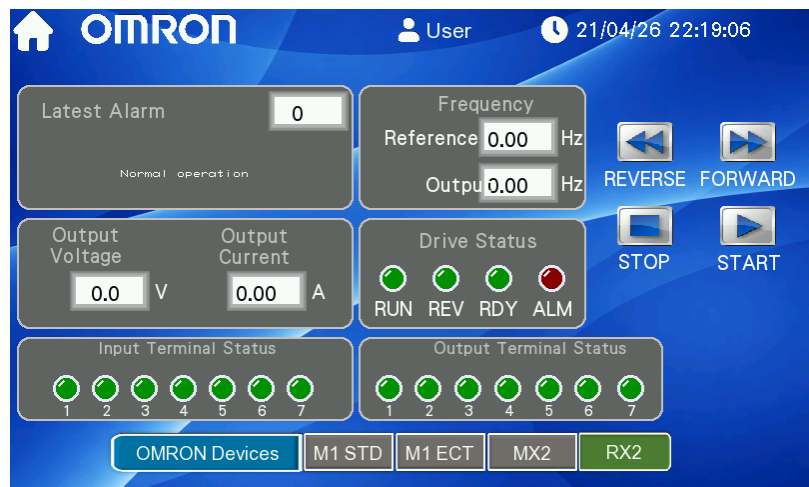 OMRON
User
21/04/26 22:19:06
Latest Alarm
0
Normal operation
Frequency
Reference 0.00 Hz
Outpu 0.00 Hz
REVERSE
FORWARD
STOP
START
Output
Voltage
0.0 V
Output
Current
0.00 A
Drive Status
RUN REV RDY ALM
Input Terminal Status
1 2 3 4 5 6 7
Output Terminal Status
1 2 3 4 5 6 7
OMRON Devices
M1 STD
M1 ECT
MX2
RX2